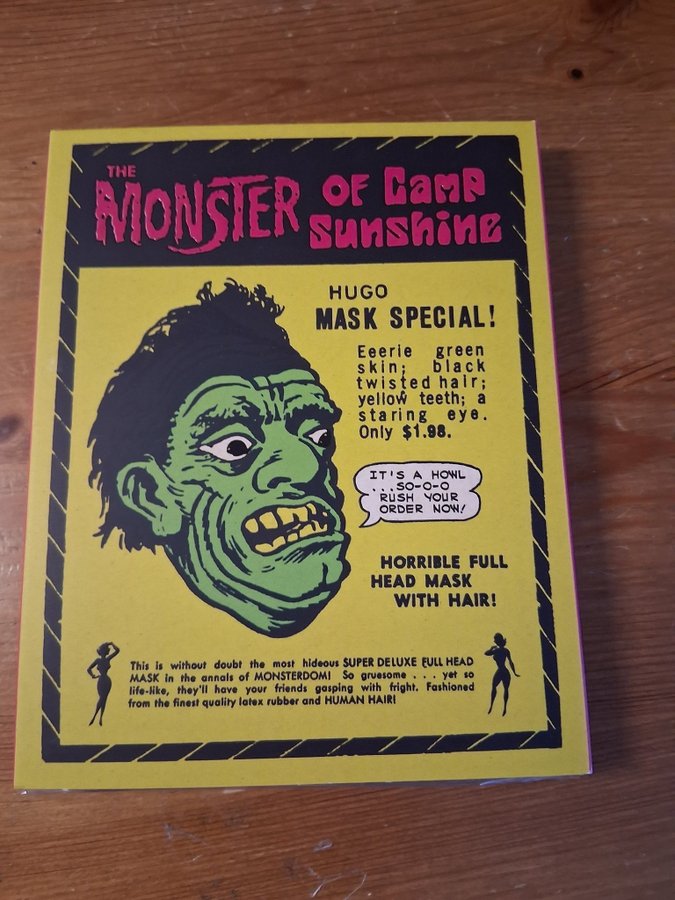 THE
MONSTER OF Camp
Sunshine
HUGO
MASK SPECIAL!
Eeerie green
skin; black
twisted hair;
yellow teeth; a
staring eye.
Only $1.98.
IT'S A HOWL
...SO-O-O
RUSH YOUR
ORDER NOW!
HORRIBLE FULL
HEAD MASK
WITH HAIR!
This is without doubt the most hideous SUPER DELUXE FULL HEAD
MASK in the annals of MONSTERDOM! So gruesome . . . yet so
life-like, they'll have your friends gasping with fright. Fashioned
from the finest quality latex rubber and HUMAN HAIR!